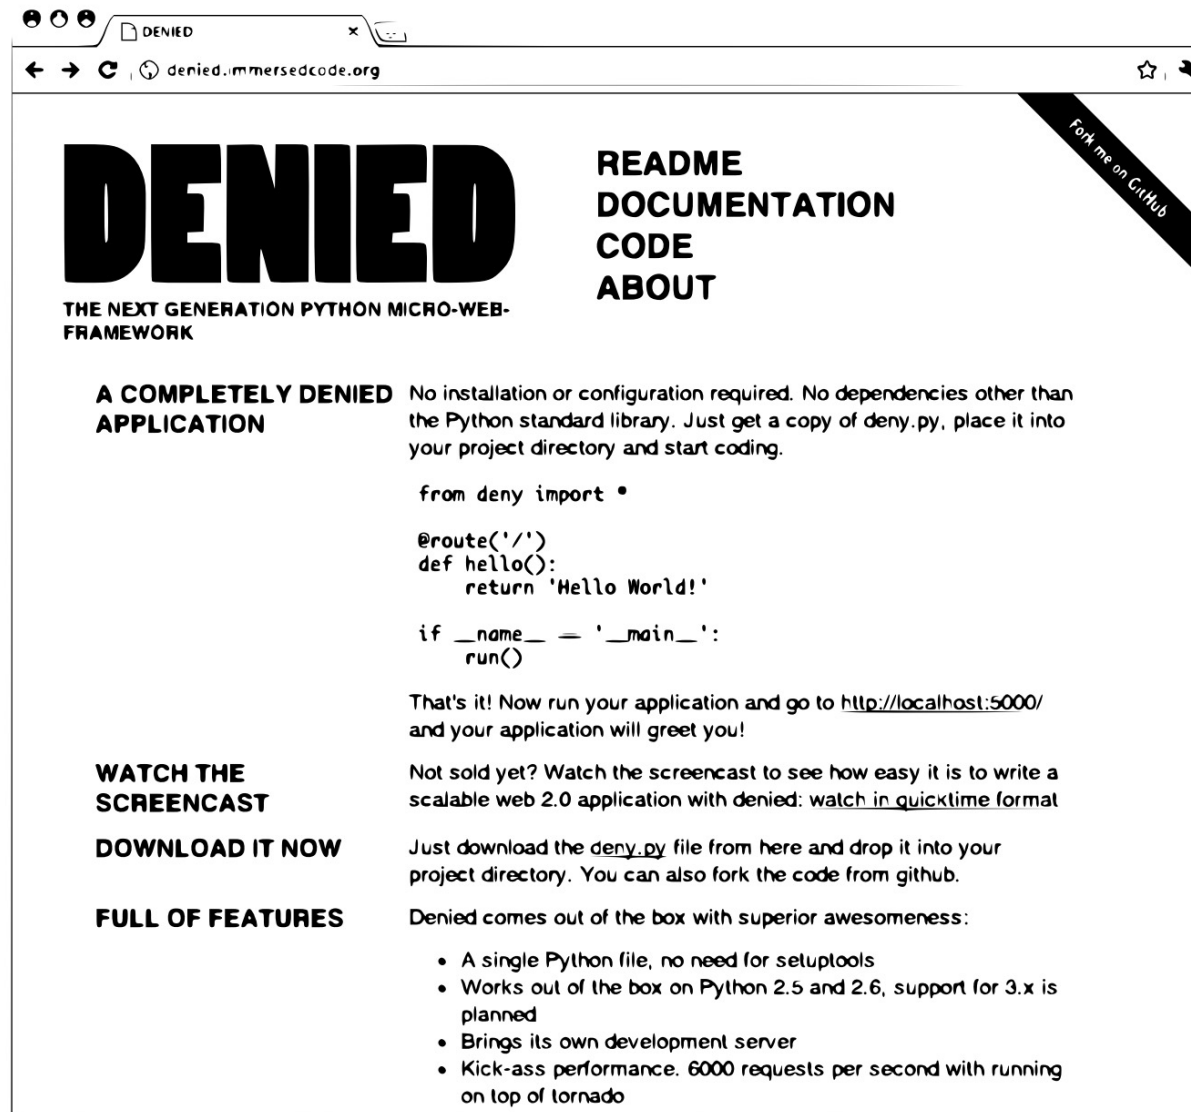 DENIED
denied.immersedcode.org
Fork me on GitHub
DENIED
THE NEXT GENERATION PYTHON MICRO-WEB-
FRAMEWORK
README
DOCUMENTATION
CODE
ABOUT
A COMPLETELY DENIED
APPLICATION
No installation or configuration required. No dependencies other than
the Python standard library. Just get a copy of deny.py, place it into
your project directory and start coding.
from deny import *
@route('/')
def hello():
    return 'Hello World!'
if __name__ == '__main__':
    run()
That's it! Now run your application and go to http://localhost:5000/
and your application will greet you!
WATCH THE
SCREENCAST
Not sold yet? Watch the screencast to see how easy it is to write a
scalable web 2.0 application with denied: watch in quicktime format
DOWNLOAD IT NOW
Just download the deny.py file from here and drop it into your
project directory. You can also fork the code from github.
FULL OF FEATURES
Denied comes out of the box with superior awesomeness:
• A single Python file, no need for setuptools
• Works out of the box on Python 2.5 and 2.6, support for 3.x is
planned
• Brings its own development server
• Kick-ass performance. 6000 requests per second with running
on top of tornado